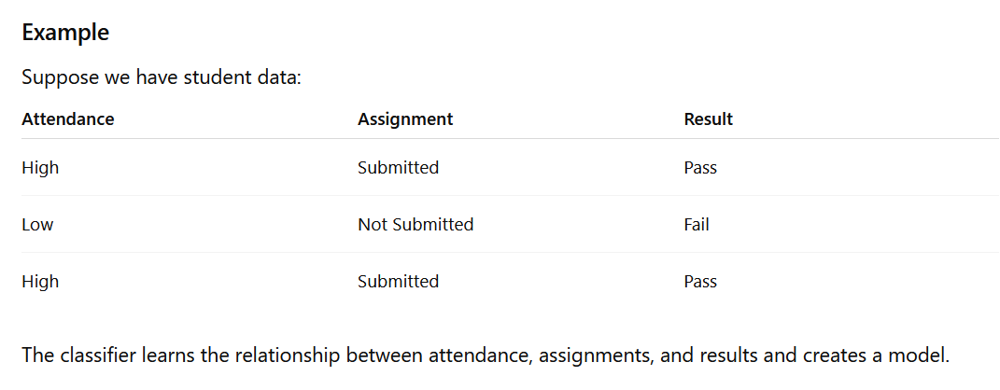 Example
Suppose we have student data:
Attendance Assignment Result
High Submitted Pass
Low Not Submitted Fail
High Submitted Pass
The classifier learns the relationship between attendance, assignments, and results and creates a model.